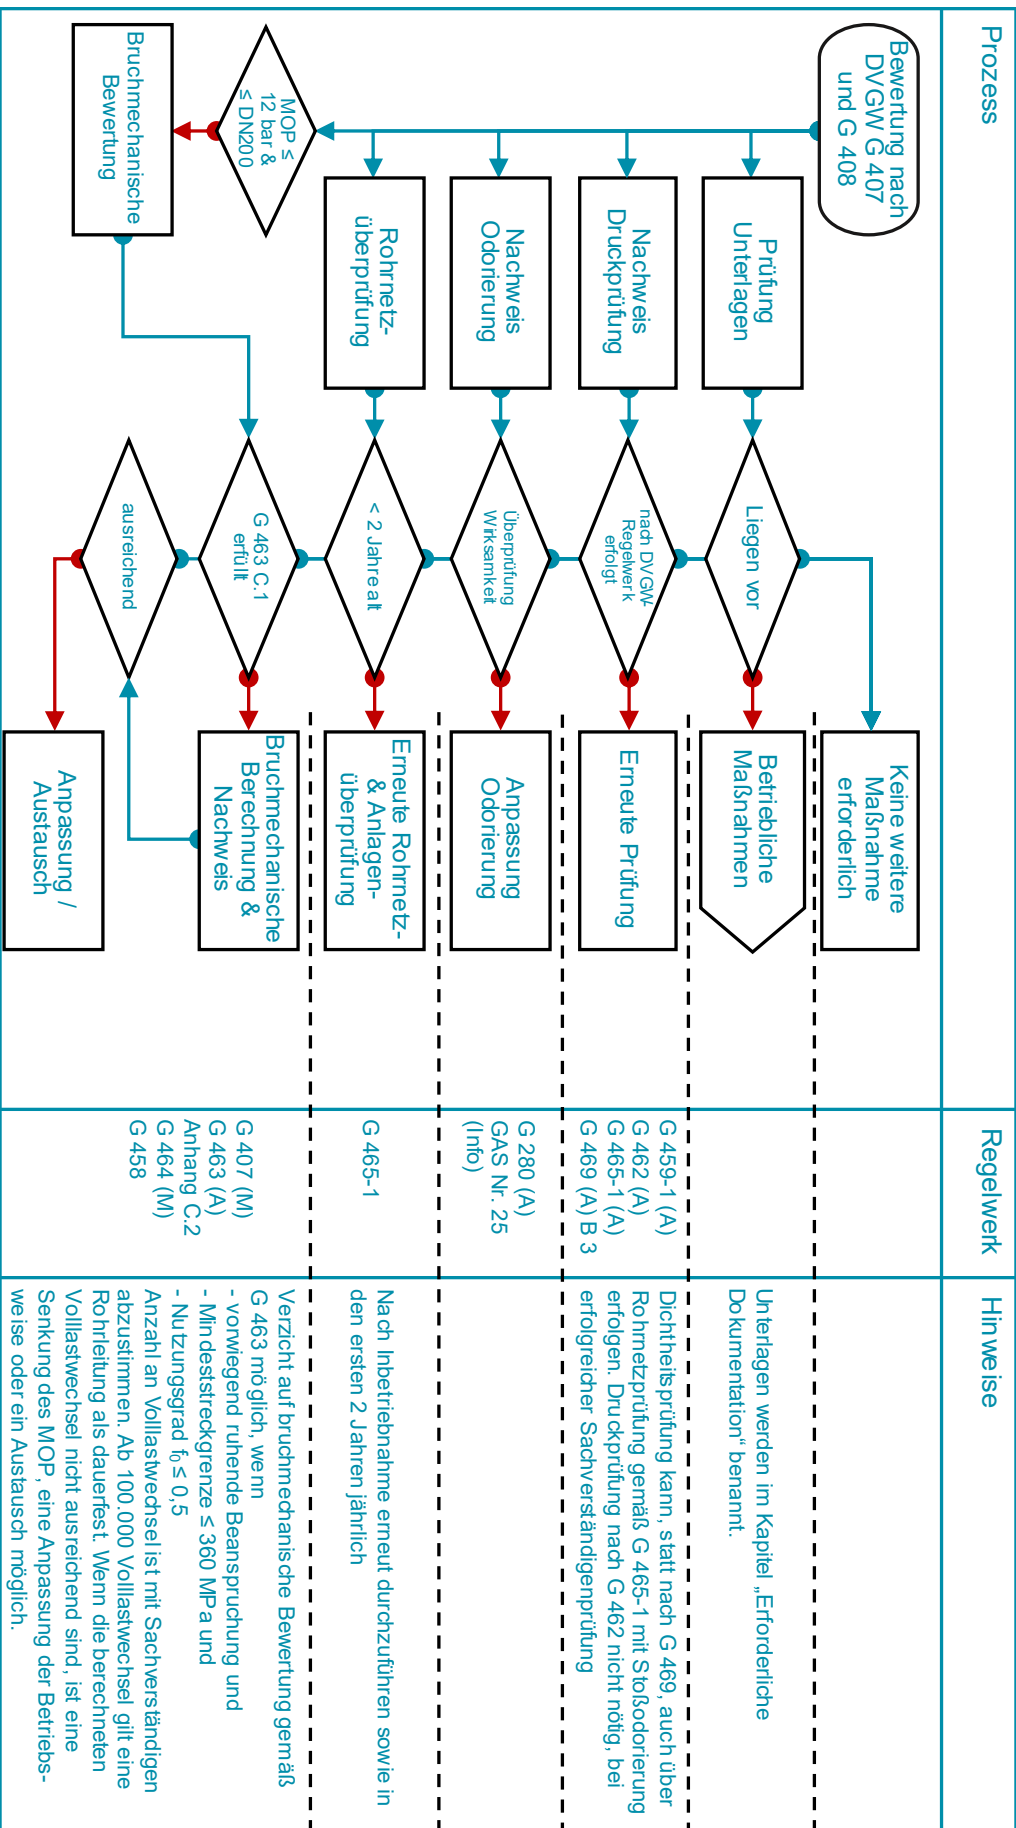 Prozess
Regelwerk
Hinweise
Bewertung nach
DVGW G 407
und G 408
Keine weitere
Maßnahme
erforderlich
Prüfung
Unterlagen
Liegen vor
Betriebliche
Maßnahmen
Unterlagen werden im Kapitel „Erforderliche
Dokumentation“ benannt.
Nachweis
Druckprüfung
nach DVGW-
Regelwerk
erfolgt
Erneute Prüfung
G 459-1 (A)
G 462 (A)
G 465-1 (A)
G 469 (A) B 3
Dichtheitsprüfung kann, statt nach G 469, auch über
Rohrnetzprüfung gemäß G 465-1 mit Stoßodorierung
erfolgen. Druckprüfung nach G 462 nicht nötig, bei
erfolgreicher Sachverständigenprüfung
Nachweis
Odorierung
Überprüfung
Wirksamkeit
Anpassung
Odorierung
G 280 (A)
GAS Nr. 25
(Info)
Rohrnetz-
überprüfung
< 2 Jahre alt
Erneute Rohrnetz-
& Anlagen-
überprüfung
G 465-1
Nach Inbetriebnahme erneut durchzuführen sowie in
den ersten 2 Jahren jährlich
MOP ≤
12 bar &
≤ DN200
Bruchmechanische
Bewertung
G 463 C.1
erfüllt
Bruchmechanische
Berechnung &
Nachweis
ausreichend
Anpassung /
Austausch
G 407 (M)
G 463 (A)
Anhang C.2
G 464 (M)
G 458
Verzicht auf bruchmechanische Bewertung gemäß
G 463 möglich, wenn
- vorwiegend ruhende Beanspruchung und
- Mindeststreckgrenze ≤ 360 MPa und
- Nutzungsgrad f₀ ≤ 0,5
Anzahl an Volllastwechsel ist mit Sachverständigen
abzustimmen. Ab 100.000 Volllastwechsel gilt eine
Rohrleitung als dauerfest. Wenn die berechneten
Volllastwechsel nicht ausreichend sind, ist eine
Senkung des MOP, eine Anpassung der Betriebs-
weise oder ein Austausch möglich.